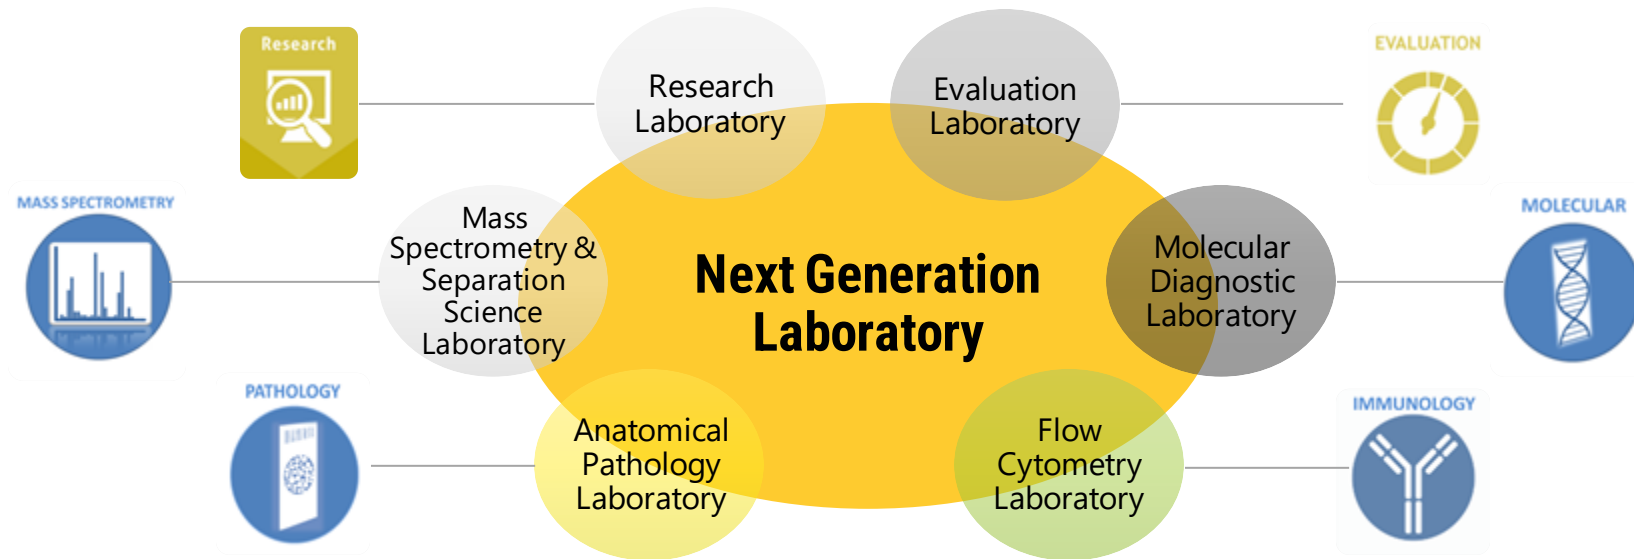 Research
Research
Laboratory
Evaluation
Laboratory
EVALUATION
MASS SPECTROMETRY
Mass
Spectrometry &
Separation
Science
Laboratory
Next Generation
Laboratory
Molecular
Diagnostic
Laboratory
MOLECULAR
PATHOLOGY
Anatomical
Pathology
Laboratory
Flow
Cytometry
Laboratory
IMMUNOLOGY